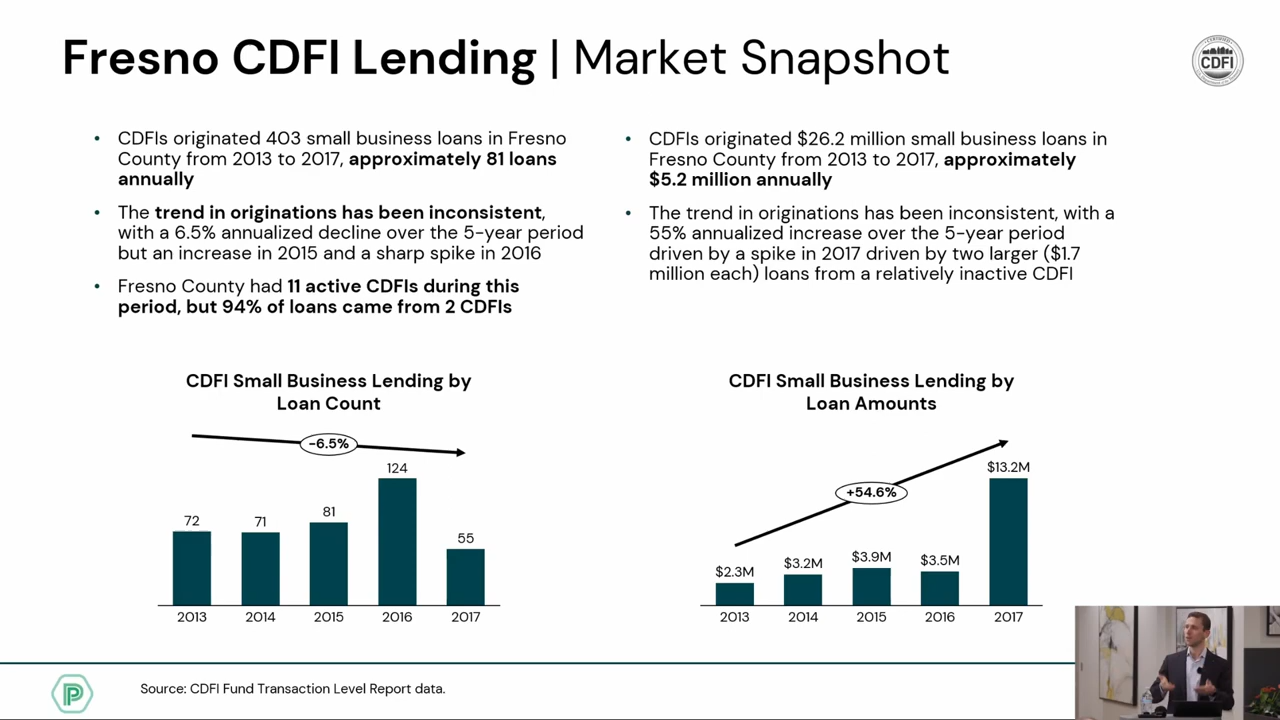 Fresno CDFI Lending | Market Snapshot
CDFI
• CDFIs originated 403 small business loans in Fresno
County from 2013 to 2017, approximately 81 loans
annually
• The trend in originations has been inconsistent,
with a 6.5% annualized decline over the 5-year period
but an increase in 2015 and a sharp spike in 2016
• Fresno County had 11 active CDFIs during this
period, but 94% of loans came from 2 CDFIs
• CDFIs originated $26.2 million small business loans in
Fresno County from 2013 to 2017, approximately
$5.2 million annually
• The trend in originations has been inconsistent, with a
55% annualized increase over the 5-year period
driven by a spike in 2017 driven by two larger ($1.7
million each) loans from a relatively inactive CDFI
CDFI Small Business Lending by
Loan Count
-6.5%
72
71
81
124
55
2013 2014 2015 2016 2017
CDFI Small Business Lending by
Loan Amounts
+54.6%
$2.3M
$3.2M
$3.9M
$3.5M
$13.2M
2013 2014 2015 2016 2017
P
Source: CDFI Fund Transaction Level Report data.